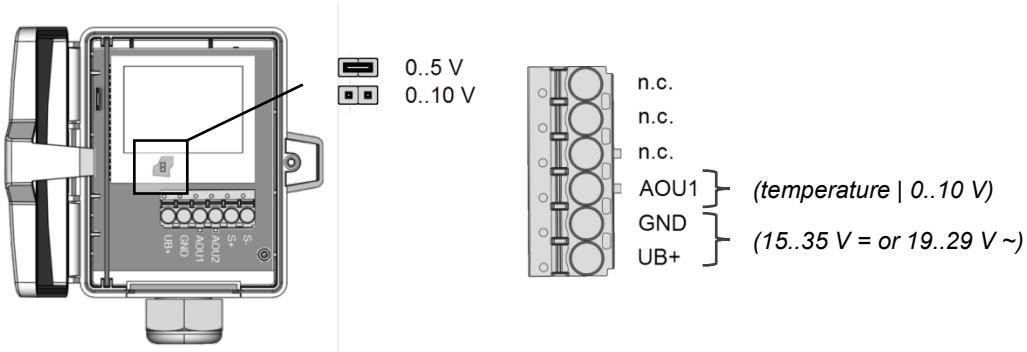 0..5 V
0..10 V
UB+
GND
AOU1
AOU2
S+
S-
n.c.
n.c.
n.c.
AOU1 (temperature | 0..10 V)
GND
(15..35 V = or 19..29 V ~)
UB+